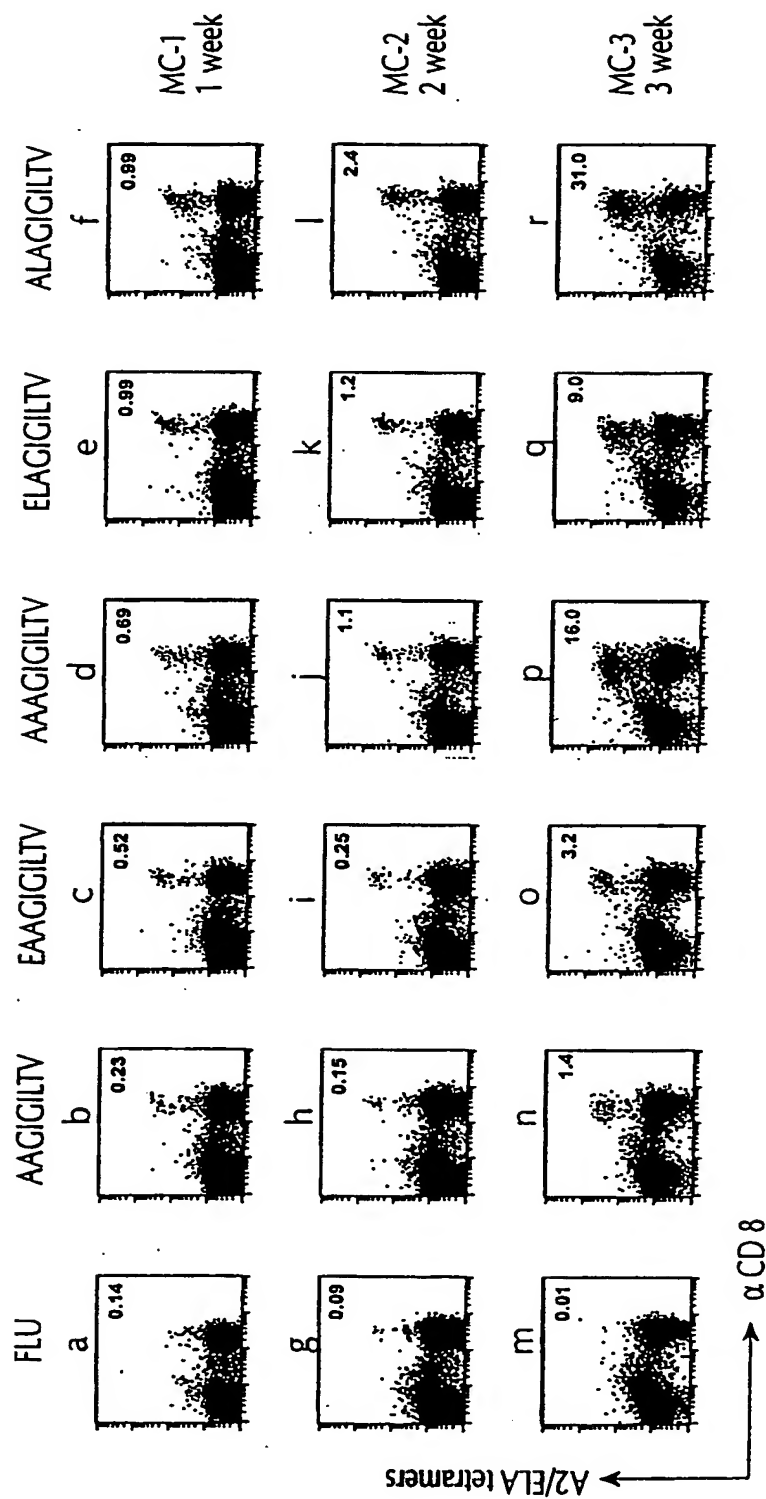 FLU AAGIGILTV EAAGIGILTV AAAGIGILTV ELAGIGILTV ALAGIGILTV
a b c d e f
0.14 0.23 0.52 0.69 0.99 0.99
MC-1
1 week
g h i j k l
0.09 0.15 0.25 1.1 1.2 2.4
MC-2
2 week
m n o p q r
0.01 1.4 3.2 16.0 9.0 31.0
MC-3
3 week
A2/ELA tetramers
α CD 8